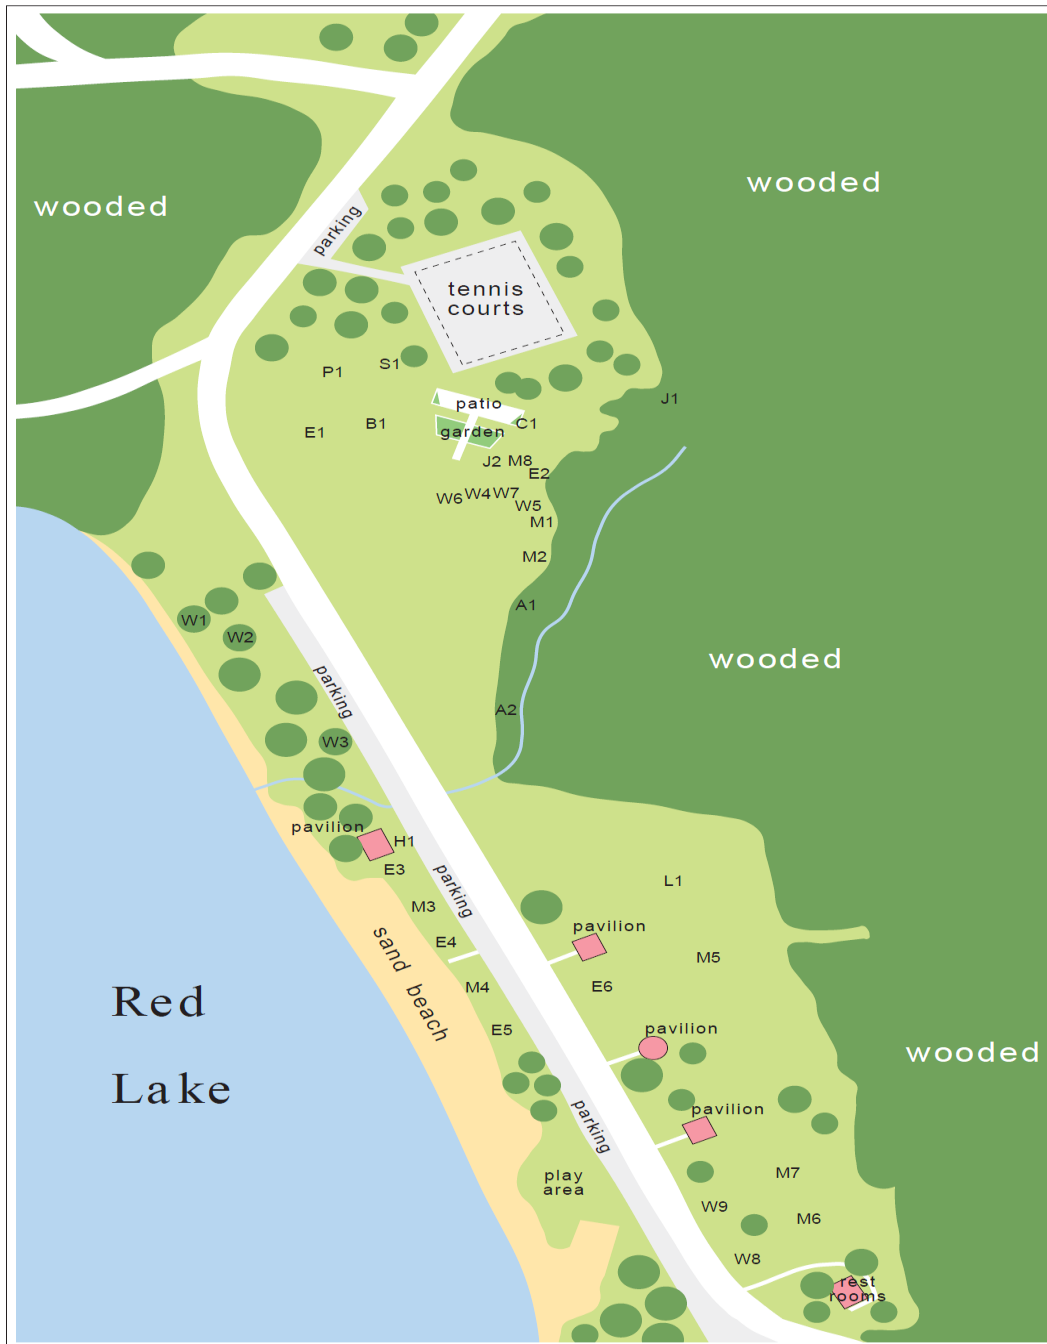 wooded
wooded
parking
tennis
courts
P1
S1
J1
patio
garden
C1
E1
B1
J2
M8
E2
W6
W4
W7
W5
M1
M2
A1
W1
W2
wooded
parking
A2
W3
pavilion
H1
E3
parking
L1
M3
pavilion
sand beach
E4
M5
M4
E6
Red
Lake
E5
pavilion
wooded
parking
pavilion
play
area
M7
W9
M6
W8
rest
rooms